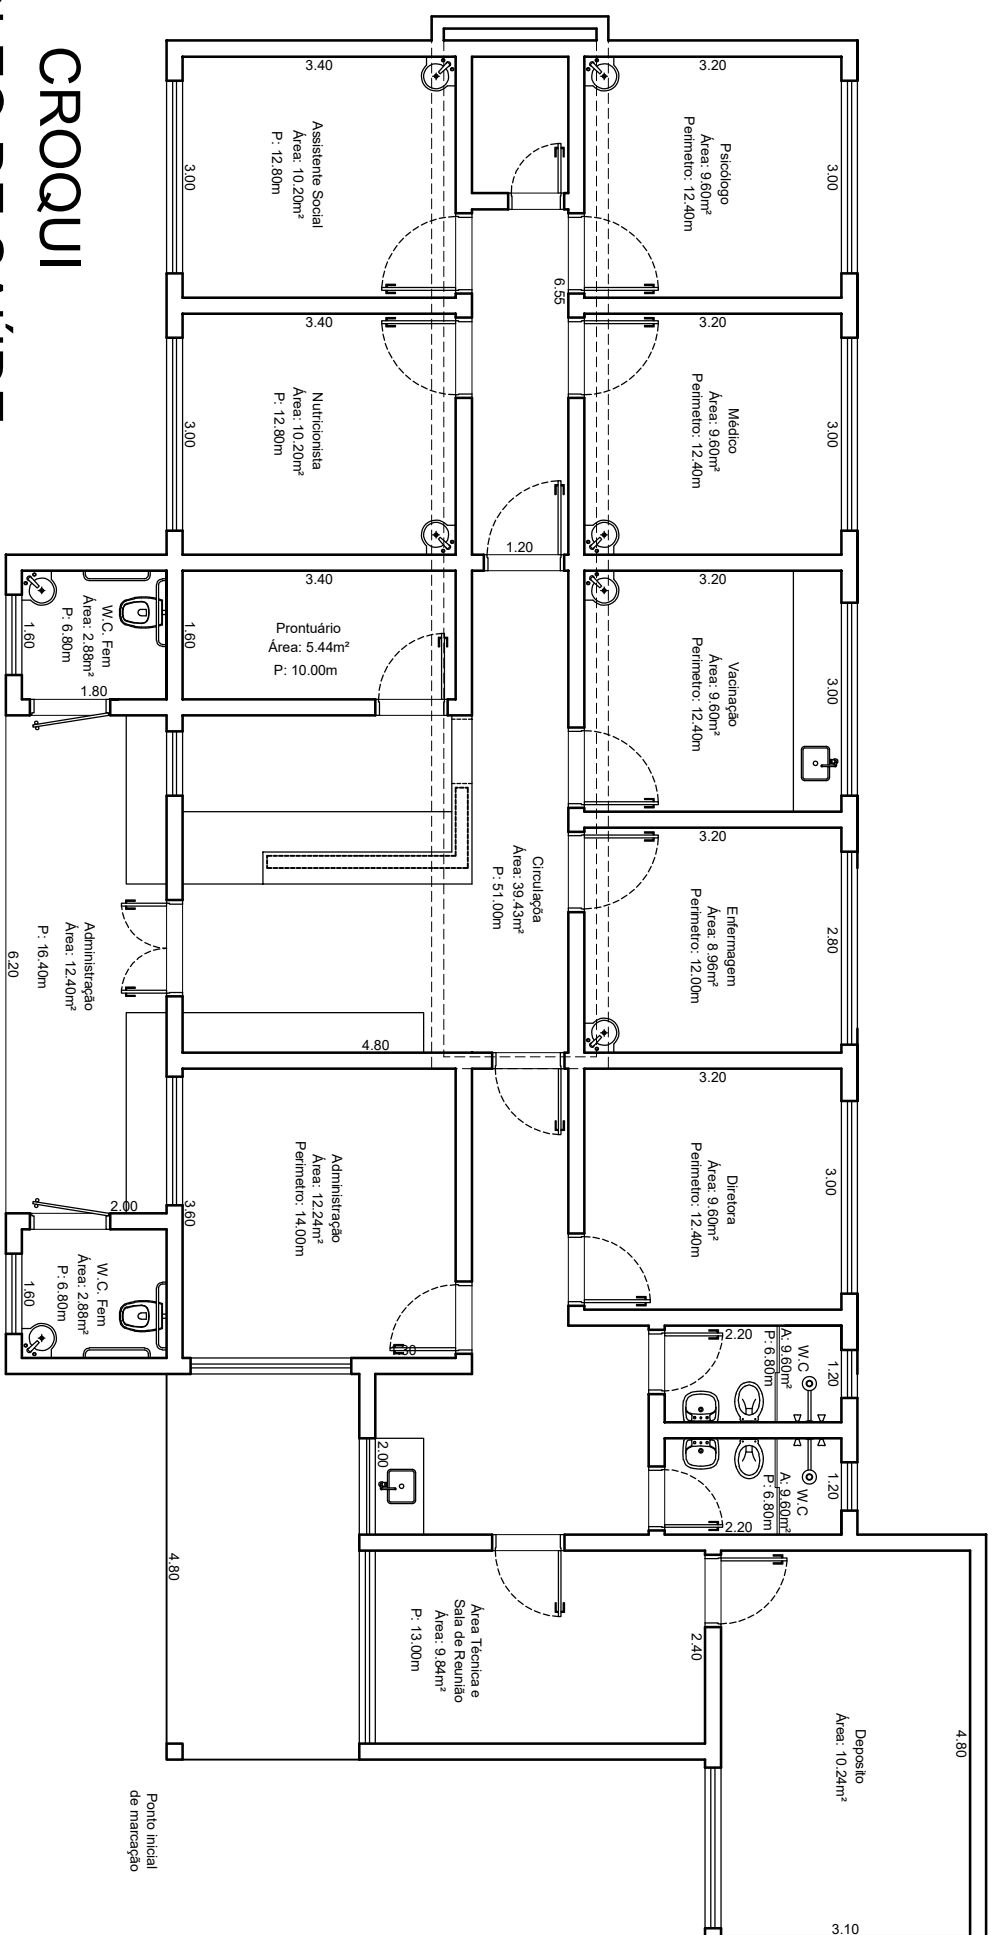 CROQUI
3.40
Assistente Social
Área: 10.20m²
P: 12.80m
3.00
3.20
Psicólogo
Área: 9.60m²
Perimetro: 12.40m
3.00
6.55
3.40
Nutricionista
Área: 10.20m²
P: 12.80m
3.00
3.20
Médico
Área: 9.60m²
Perimetro: 12.40m
3.00
1.20
3.40
Prontuário
Área: 5.44m²
P: 10.00m
1.60
W.C. Fem
Área: 2.88m²
P: 6.80m
1.60
1.80
3.20
Vacinação
Área: 9.60m²
Perimetro: 12.40m
3.00
Circulaçõa
Área: 39.43m²
P: 51.00m
3.20
Enfermagem
Área: 8.96m²
Perimetro: 12.00m
2.80
Administração
Área: 12.40m²
P: 16.40m
6.20
4.80
2.00
3.20
Diretora
Área: 9.60m²
Perimetro: 12.40m
3.00
Administração
Área: 12.24m²
Perimetro: 14.00m
3.60
W.C. Fem
Área: 2.88m²
P: 6.80m
1.60
2.20
W.C
A: 9.60m²
P: 6.80m
1.20
W.C
A: 9.60m²
P: 6.80m
1.20
2.20
2.00
4.80
Área Técnica e
Sala de Reunião
Área: 9.84m²
P: 13.00m
2.40
Deposito
Área: 10.24m²
4.80
3.10
Ponto inicial
de marcação